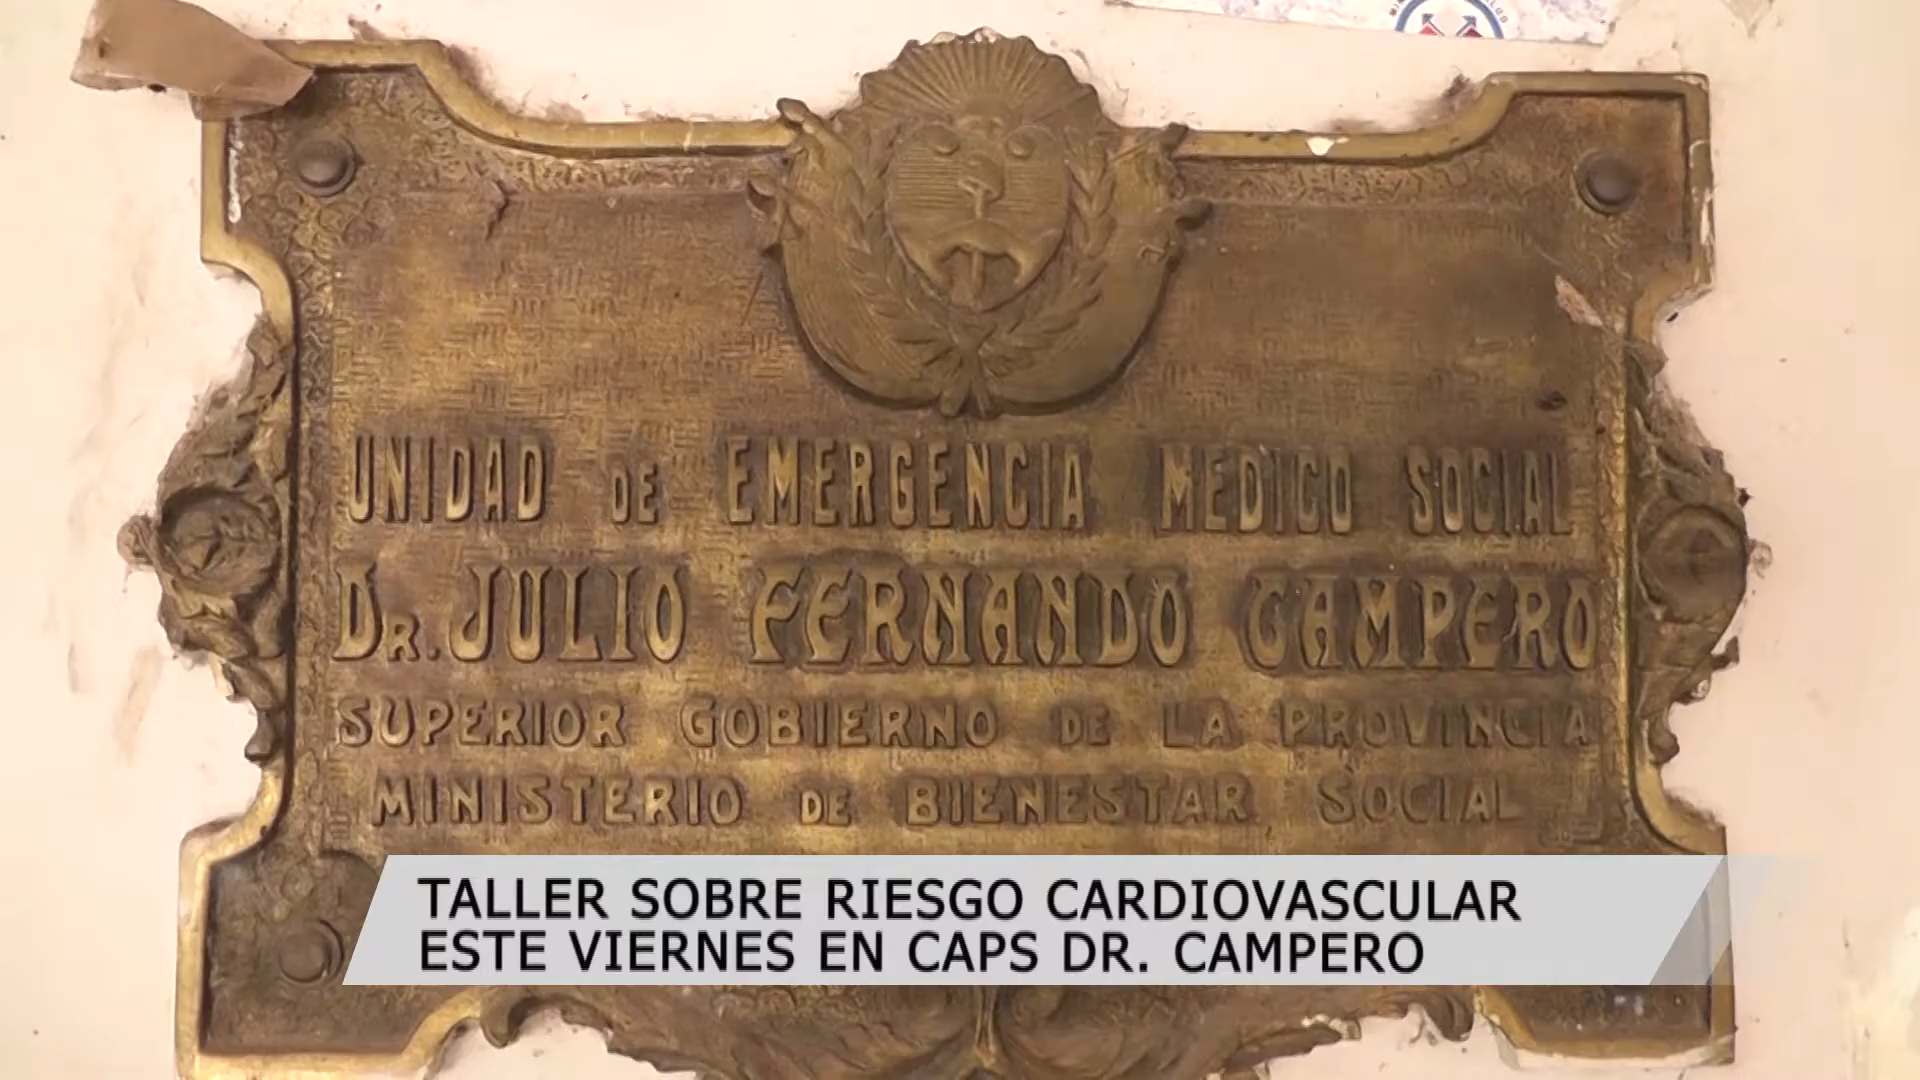 UNIDAD DE EMERGENCIA MEDICO SOCIAL
DR. JULIO FERNANDO CAMPERO
SUPERIOR GOBIERNO DE LA PROVINCIA
MINISTERIO DE BIENESTAR SOCIAL
TALLER SOBRE RIESGO CARDIOVASCULAR
ESTE VIERNES EN CAPS DR. CAMPERO